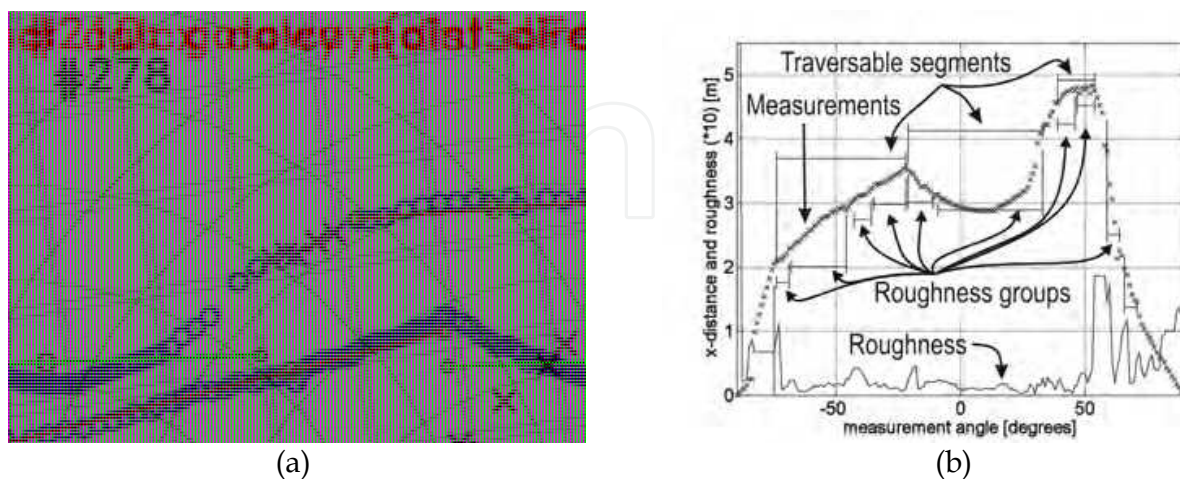 #278
(a)
Traversable segments
Measurements
Roughness groups
Roughness
x-distance and roughness (*10) [m]
5
4
3
2
1
0
-50
0
50
measurement angle [degrees]
(b)